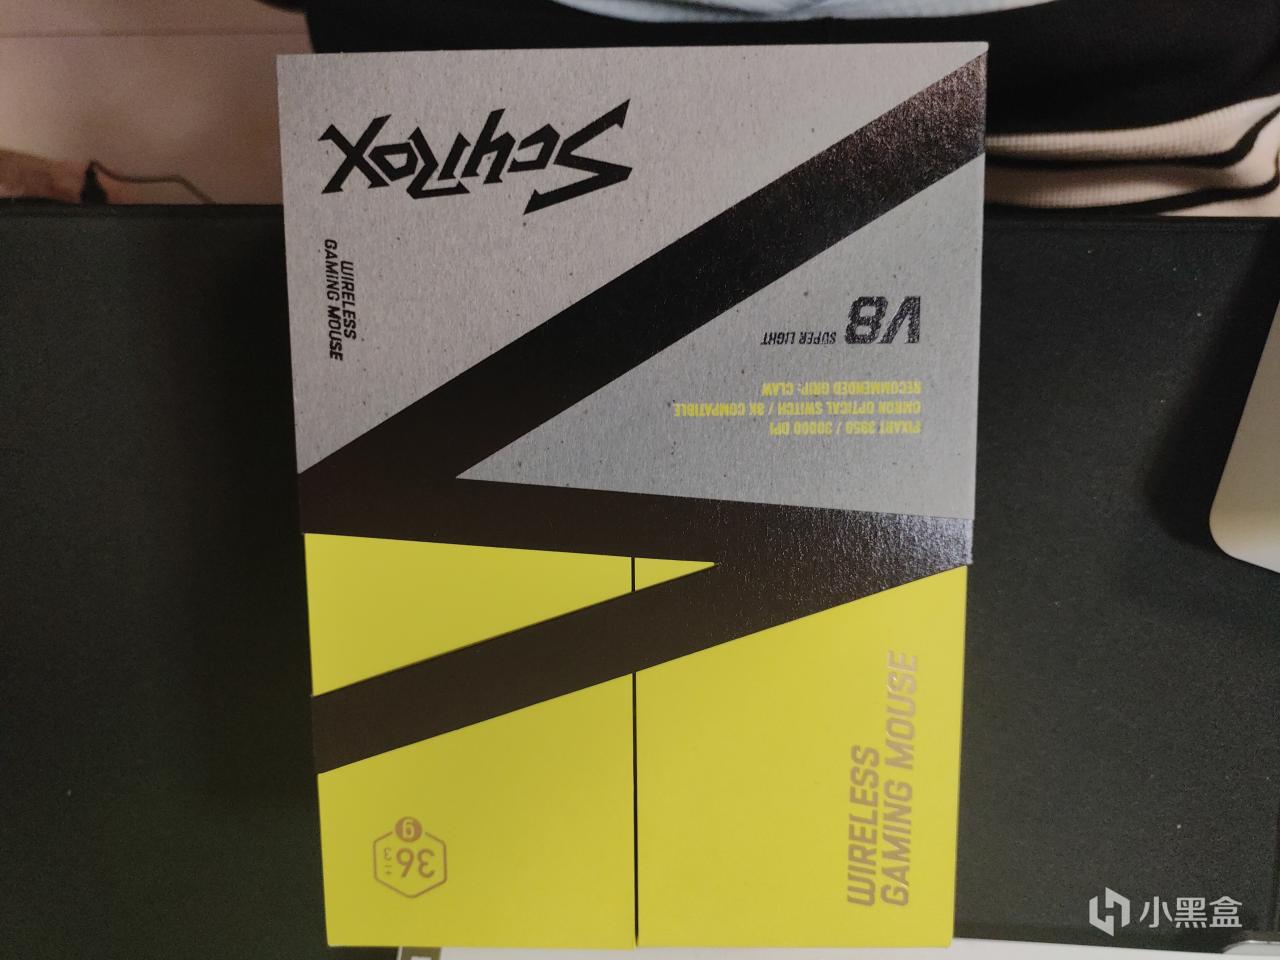 SCYROX
WIRELESS
GAMING MOUSE
V8 SUPER LIGHT
PIXART 3950 / 30000 DPI
OMRON OPTICAL SWITCH / 8K COMPATIBLE
RECOMMENDED GRIP: CLAW
WIRELESS
GAMING MOUSE
36 g
±3
小黑盒